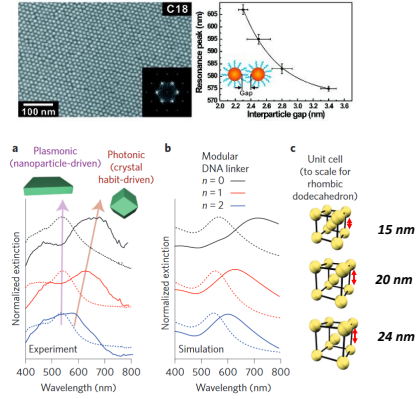 C18
100 nm
Resonance peak (nm)
605
600
595
590
585
580
575
570
2.0 2.2 2.4 2.6 2.8 3.0 3.2 3.4 3.6
Interparticle gap (nm)
Gap
a
Plasmonic
(nanoparticle-driven)
Photonic
(crystal
habit-driven)
Normalized extinction
Experiment
400 500 600 700 800
Wavelength (nm)
b
Modular
DNA linker
n = 0
n = 1
n = 2
Normalized extinction
Simulation
400 500 600 700 800
Wavelength (nm)
c
Unit cell
(to scale for
rhombic
dodecahedron)
15 nm
20 nm
24 nm